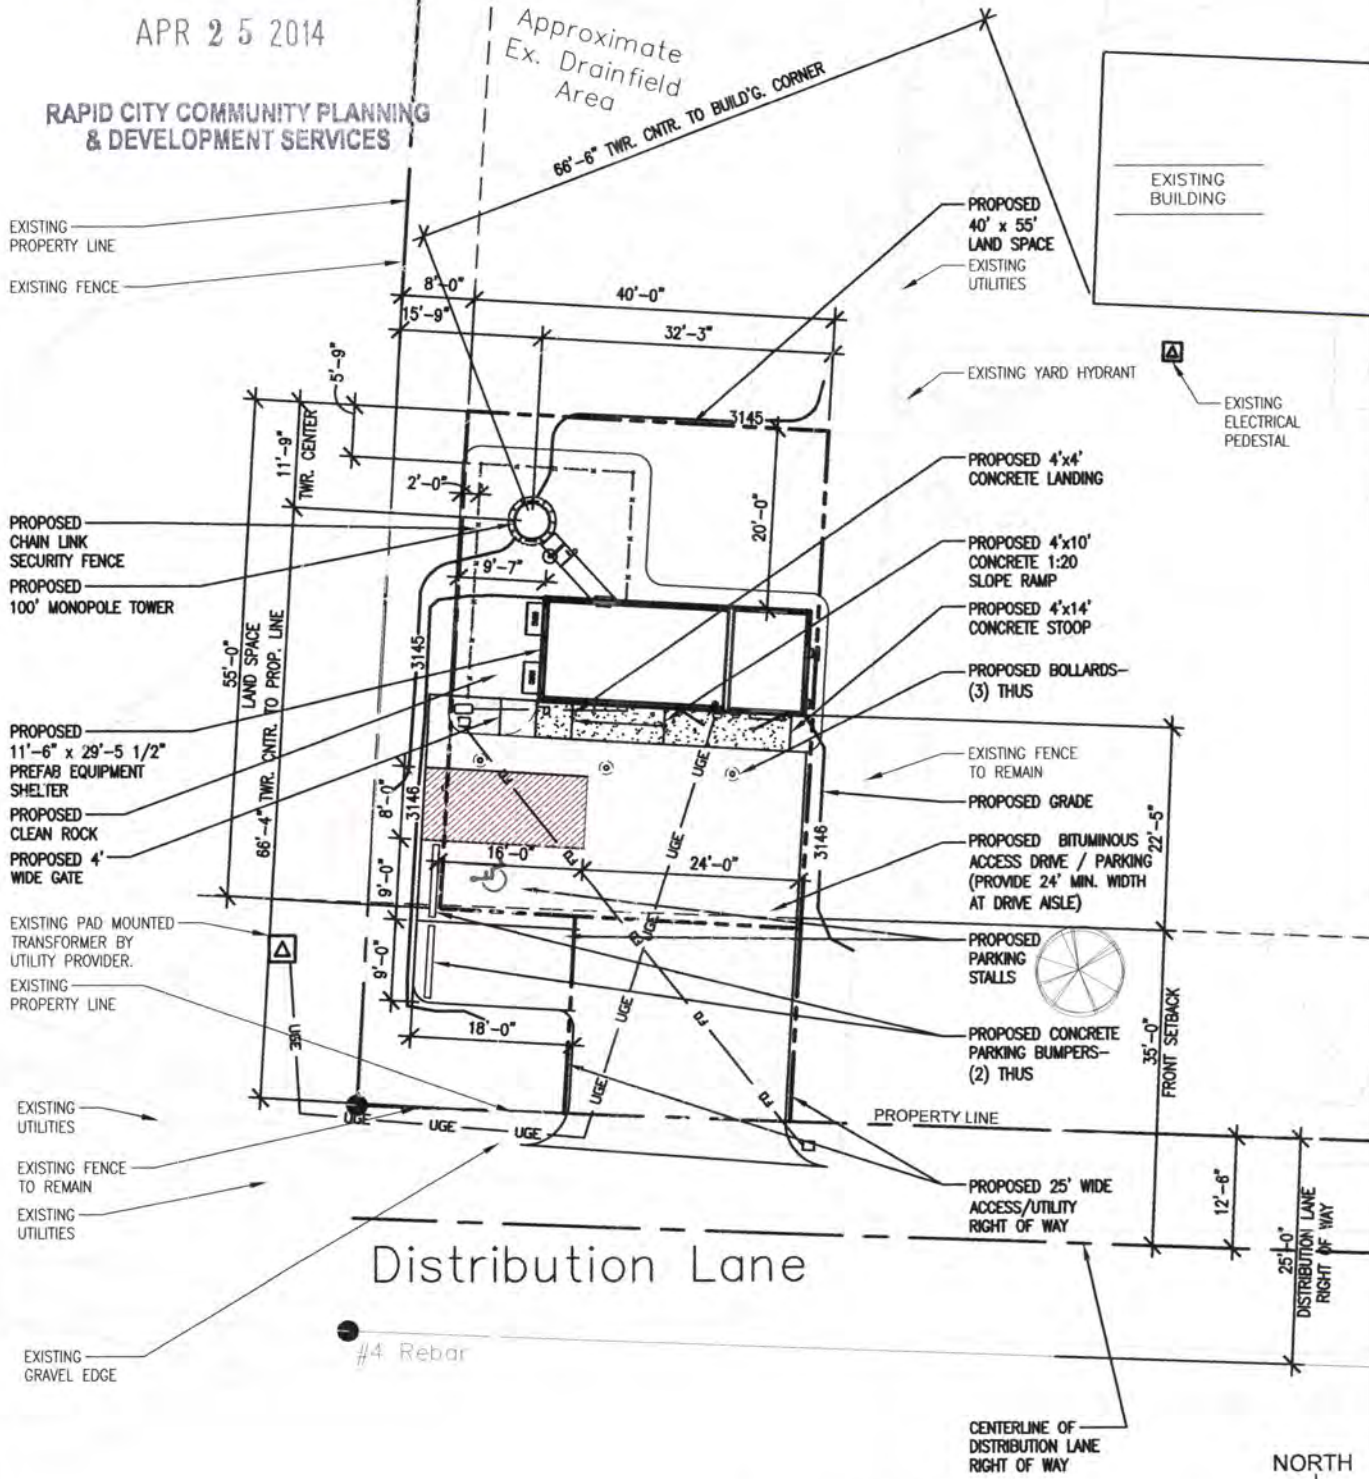 APR 25 2014
RAPID CITY COMMUNITY PLANNING
& DEVELOPMENT SERVICES
Approximate
Ex. Drainfield
Area
66'-6" TWR. CNTR. TO BUILD'G. CORNER
EXISTING
BUILDING
EXISTING
PROPERTY LINE
EXISTING FENCE
PROPOSED
40' x 55'
LAND SPACE
EXISTING
UTILITIES
8'-0"
40'-0"
15'-9"
32'-3"
5'-9"
EXISTING YARD HYDRANT
EXISTING
ELECTRICAL
PEDESTAL
3145
11'-9"
TWR. CENTER
2'-0"
20'-0"
9'-7"
PROPOSED 4'x4'
CONCRETE LANDING
PROPOSED
CHAIN LINK
SECURITY FENCE
PROPOSED
100' MONOPOLE TOWER
PROPOSED 4'x10'
CONCRETE 1:20
SLOPE RAMP
PROPOSED 4'x14'
CONCRETE STOOP
PROPOSED BOLLARDS-
(3) THUS
55'-0"
LAND SPACE
66'-4" TWR. CNTR. TO PROP. LINE
3145
PROPOSED
11'-6" x 29'-5 1/2"
PREFAB EQUIPMENT
SHELTER
PROPOSED
CLEAN ROCK
PROPOSED 4'
WIDE GATE
EXISTING FENCE
TO REMAIN
PROPOSED GRADE
UGE
FD
8'-0"
3146
3146
22'-5"
PROPOSED BITUMINOUS
ACCESS DRIVE / PARKING
(PROVIDE 24' MIN. WIDTH
AT DRIVE AISLE)
UGE
FD
16'-0"
24'-0"
9'-0"
EXISTING PAD MOUNTED
TRANSFORMER BY
UTILITY PROVIDER.
UGE
FD
PROPOSED
PARKING
STALLS
9'-0"
EXISTING
PROPERTY LINE
UGE
FD
18'-0"
PROPOSED CONCRETE
PARKING BUMPERS-
(2) THUS
35'-0"
FRONT SETBACK
UGE
UGE
FD
EXISTING
UTILITIES
UGE
UGE
UGE
PROPERTY LINE
EXISTING FENCE
TO REMAIN
EXISTING
UTILITIES
PROPOSED 25' WIDE
ACCESS/UTILITY
RIGHT OF WAY
12'-6"
25'-0"
DISTRIBUTION LANE
RIGHT OF WAY
Distribution Lane
#4 Rebar
EXISTING
GRAVEL EDGE
CENTERLINE OF
DISTRIBUTION LANE
RIGHT OF WAY
NORTH